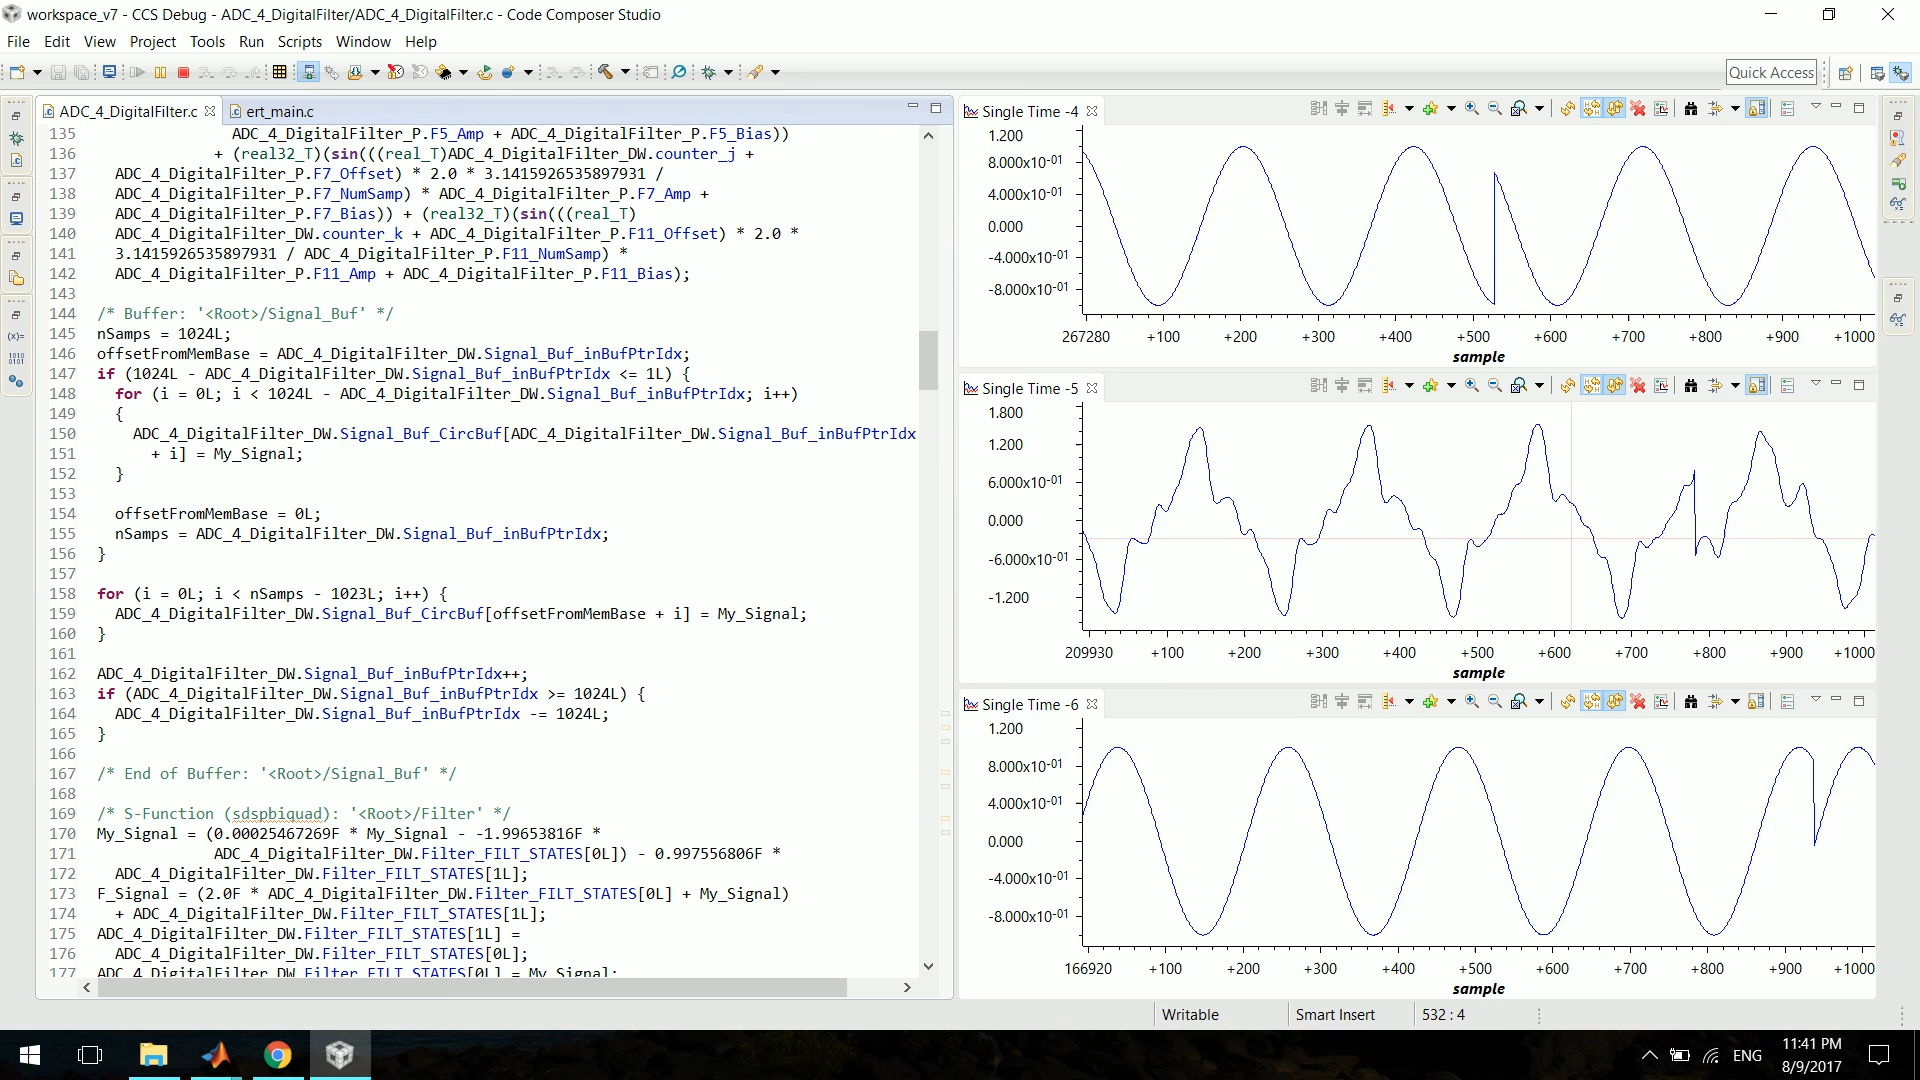 workspace_v7 - CCS Debug - ADC_4_DigitalFilter/ADC_4_DigitalFilter.c - Code Composer Studio
File Edit View Project Tools Run Scripts Window Help
Quick Access
ADC_4_DigitalFilter.c ert_main.c
135 ADC_4_DigitalFilter_P.F5_Amp + ADC_4_DigitalFilter_P.F5_Bias))
136 + (real32_T)(sin(((real_T)ADC_4_DigitalFilter_DW.counter_j +
137 ADC_4_DigitalFilter_P.F7_Offset) * 2.0 * 3.1415926535897931 /
138 ADC_4_DigitalFilter_P.F7_NumSamp) * ADC_4_DigitalFilter_P.F7_Amp +
139 ADC_4_DigitalFilter_P.F7_Bias)) + (real32_T)(sin(((real_T)
140 ADC_4_DigitalFilter_DW.counter_k + ADC_4_DigitalFilter_P.F11_Offset) * 2.0 *
141 3.1415926535897931 / ADC_4_DigitalFilter_P.F11_NumSamp) *
142 ADC_4_DigitalFilter_P.F11_Amp + ADC_4_DigitalFilter_P.F11_Bias);
143
144 /* Buffer: '<Root>/Signal_Buf' */
145 nSamps = 1024L;
146 offsetFromMemBase = ADC_4_DigitalFilter_DW.Signal_Buf_inBufPtrIdx;
147 if (1024L - ADC_4_DigitalFilter_DW.Signal_Buf_inBufPtrIdx <= 1L) {
148 for (i = 0L; i < 1024L - ADC_4_DigitalFilter_DW.Signal_Buf_inBufPtrIdx; i++)
149 {
150 ADC_4_DigitalFilter_DW.Signal_Buf_CircBuf[ADC_4_DigitalFilter_DW.Signal_Buf_inBufPtrIdx
151 + i] = My_Signal;
152 }
153
154 offsetFromMemBase = 0L;
155 nSamps = ADC_4_DigitalFilter_DW.Signal_Buf_inBufPtrIdx;
156 }
157
158 for (i = 0L; i < nSamps - 1023L; i++) {
159 ADC_4_DigitalFilter_DW.Signal_Buf_CircBuf[offsetFromMemBase + i] = My_Signal;
160 }
161
162 ADC_4_DigitalFilter_DW.Signal_Buf_inBufPtrIdx++;
163 if (ADC_4_DigitalFilter_DW.Signal_Buf_inBufPtrIdx >= 1024L) {
164 ADC_4_DigitalFilter_DW.Signal_Buf_inBufPtrIdx -= 1024L;
165 }
166
167 /* End of Buffer: '<Root>/Signal_Buf' */
168
169 /* S-Function (sdspbiquad): '<Root>/Filter' */
170 My_Signal = (0.00025467269F * My_Signal - -1.99653816F *
171 ADC_4_DigitalFilter_DW.Filter_FILT_STATES[0L]) - 0.997556806F *
172 ADC_4_DigitalFilter_DW.Filter_FILT_STATES[1L];
173 F_Signal = (2.0F * ADC_4_DigitalFilter_DW.Filter_FILT_STATES[0L] + My_Signal)
174 + ADC_4_DigitalFilter_DW.Filter_FILT_STATES[1L];
175 ADC_4_DigitalFilter_DW.Filter_FILT_STATES[1L] =
176 ADC_4_DigitalFilter_DW.Filter_FILT_STATES[0L];
177 ADC_4_DigitalFilter_DW.Filter_FILT_STATES[0L] = My_Signal;
Single Time -4
1.200
8.000x10-01
4.000x10-01
0.000
-4.000x10-01
-8.000x10-01
267280 +100 +200 +300 +400 +500 +600 +700 +800 +900 +1000
sample
Single Time -5
1.800
1.200
6.000x10-01
0.000
-6.000x10-01
-1.200
209930 +100 +200 +300 +400 +500 +600 +700 +800 +900 +1000
sample
Single Time -6
1.200
8.000x10-01
4.000x10-01
0.000
-4.000x10-01
-8.000x10-01
166920 +100 +200 +300 +400 +500 +600 +700 +800 +900 +1000
sample
Writable Smart Insert 532 : 4
ENG
11:41 PM
8/9/2017